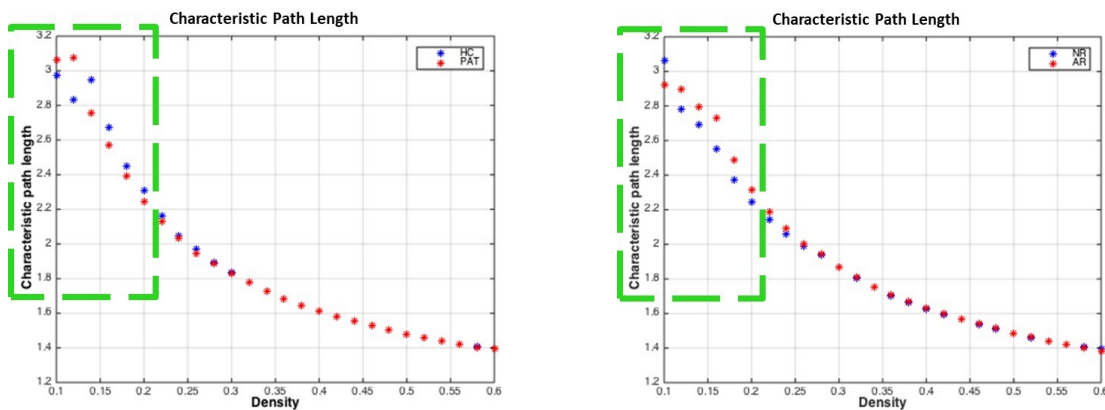 Characteristic Path Length
3.2
3
2.8
2.6
2.4
2.2
2
1.8
1.6
1.4
1.2
Characteristic path length
HC
PAT
0.1 0.15 0.2 0.25 0.3 0.35 0.4 0.45 0.5 0.55 0.6
Density
Characteristic Path Length
3.2
3
2.8
2.6
2.4
2.2
2
1.8
1.6
1.4
1.2
Characteristic path length
NR
AR
0.1 0.15 0.2 0.25 0.3 0.35 0.4 0.45 0.5 0.55 0.6
Density